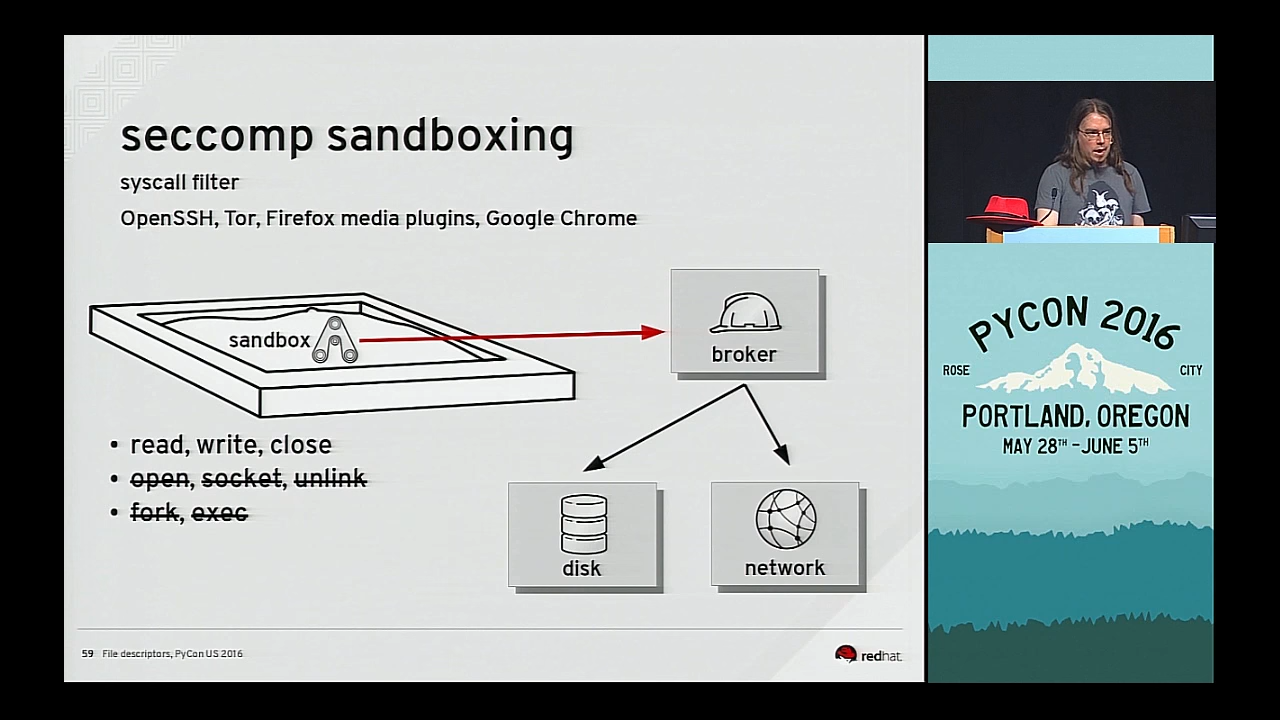 seccomp sandboxing
syscall filter
OpenSSH, Tor, Firefox media plugins, Google Chrome
sandbox
broker
• read, write, close
• open, socket, unlink
• fork, exec
disk
network
59 File descriptors, PyCon US 2016
redhat.
PYCON 2016
ROSE CITY
PORTLAND, OREGON
MAY 28TH - JUNE 5TH